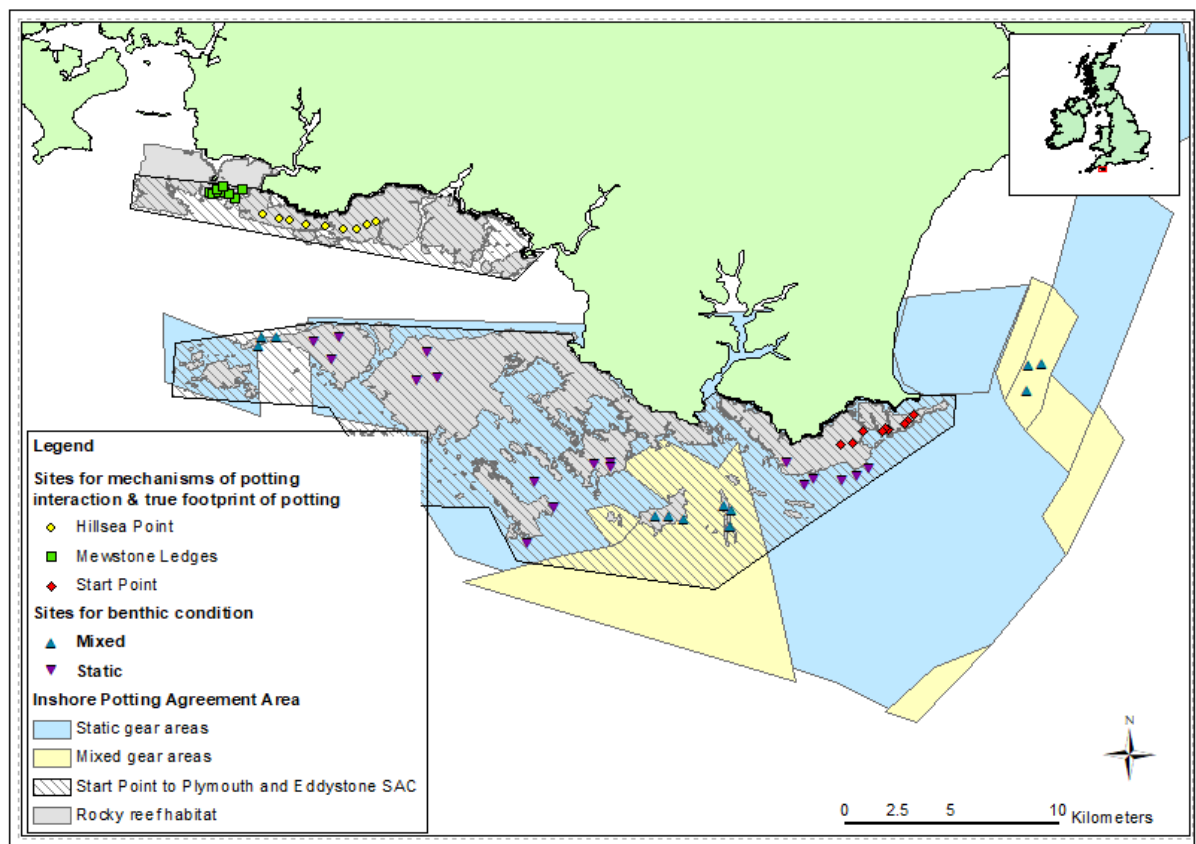 Legend
Sites for mechanisms of potting
interaction & true footprint of potting
Hillsea Point
Mewstone Ledges
Start Point
Sites for benthic condition
Mixed
Static
Inshore Potting Agreement Area
Static gear areas
Mixed gear areas
Start Point to Plymouth and Eddystone SAC
Rocky reef habitat
N
0 2.5 5 10 Kilometers